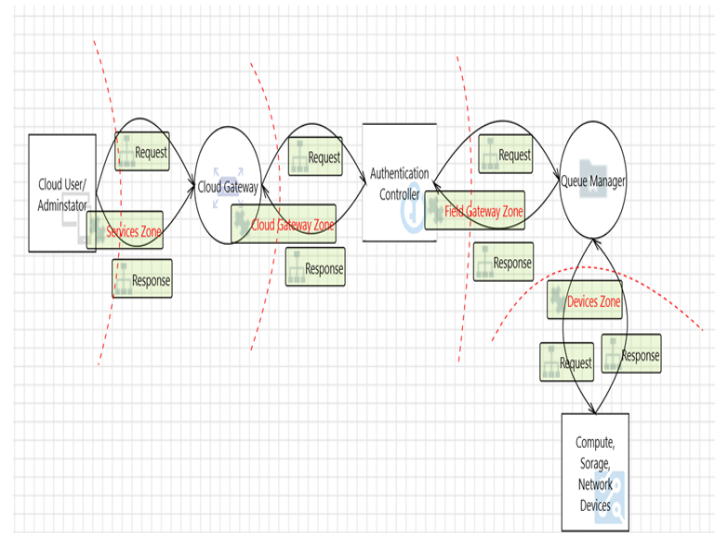 Cloud User/
Adminstator
Request
Services Zone
Response
Cloud Gateway
Request
Cloud Gateway Zone
Response
Authentication
Controller
Request
Field Gateway Zone
Response
Queue Manager
Devices Zone
Request
Response
Compute,
Sorage,
Network
Devices